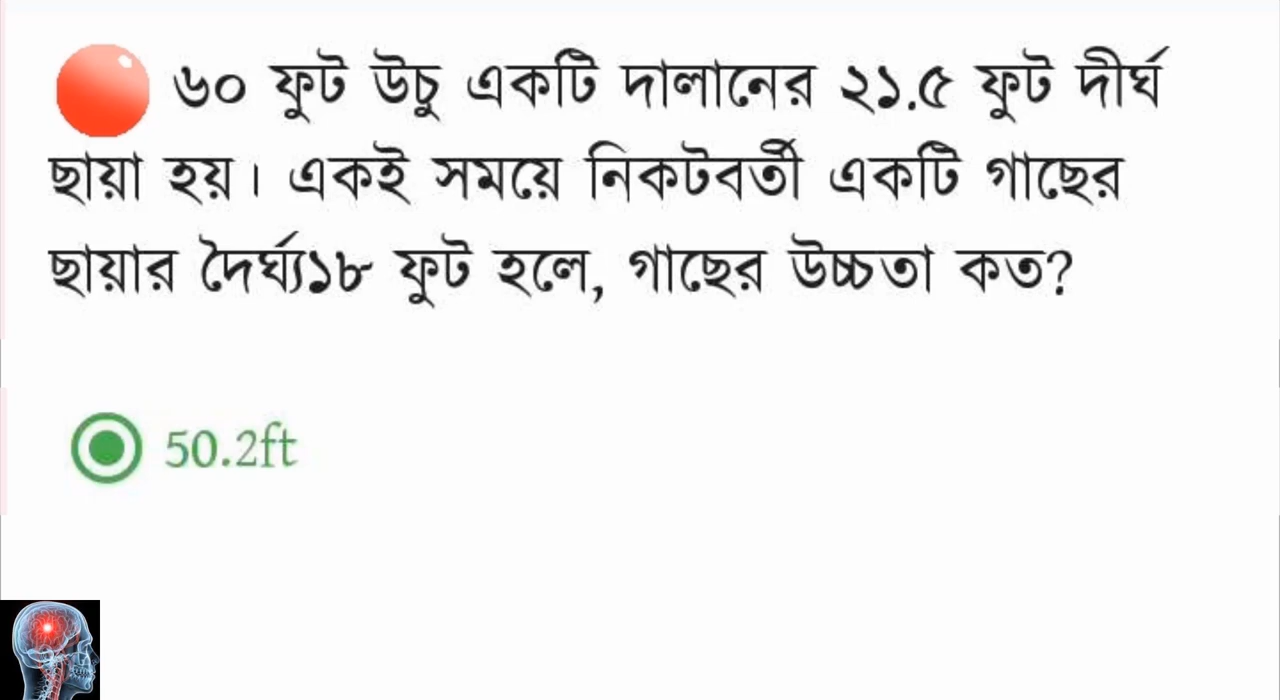 ৬০ ফুট উচু একটি দালানের ২১.৫ ফুট দীর্ঘ
ছায়া হয়। একই সময়ে নিকটবর্তী একটি গাছের
ছায়ার দৈর্ঘ্য১৮ ফুট হলে, গাছের উচ্চতা কত?
50.2ft